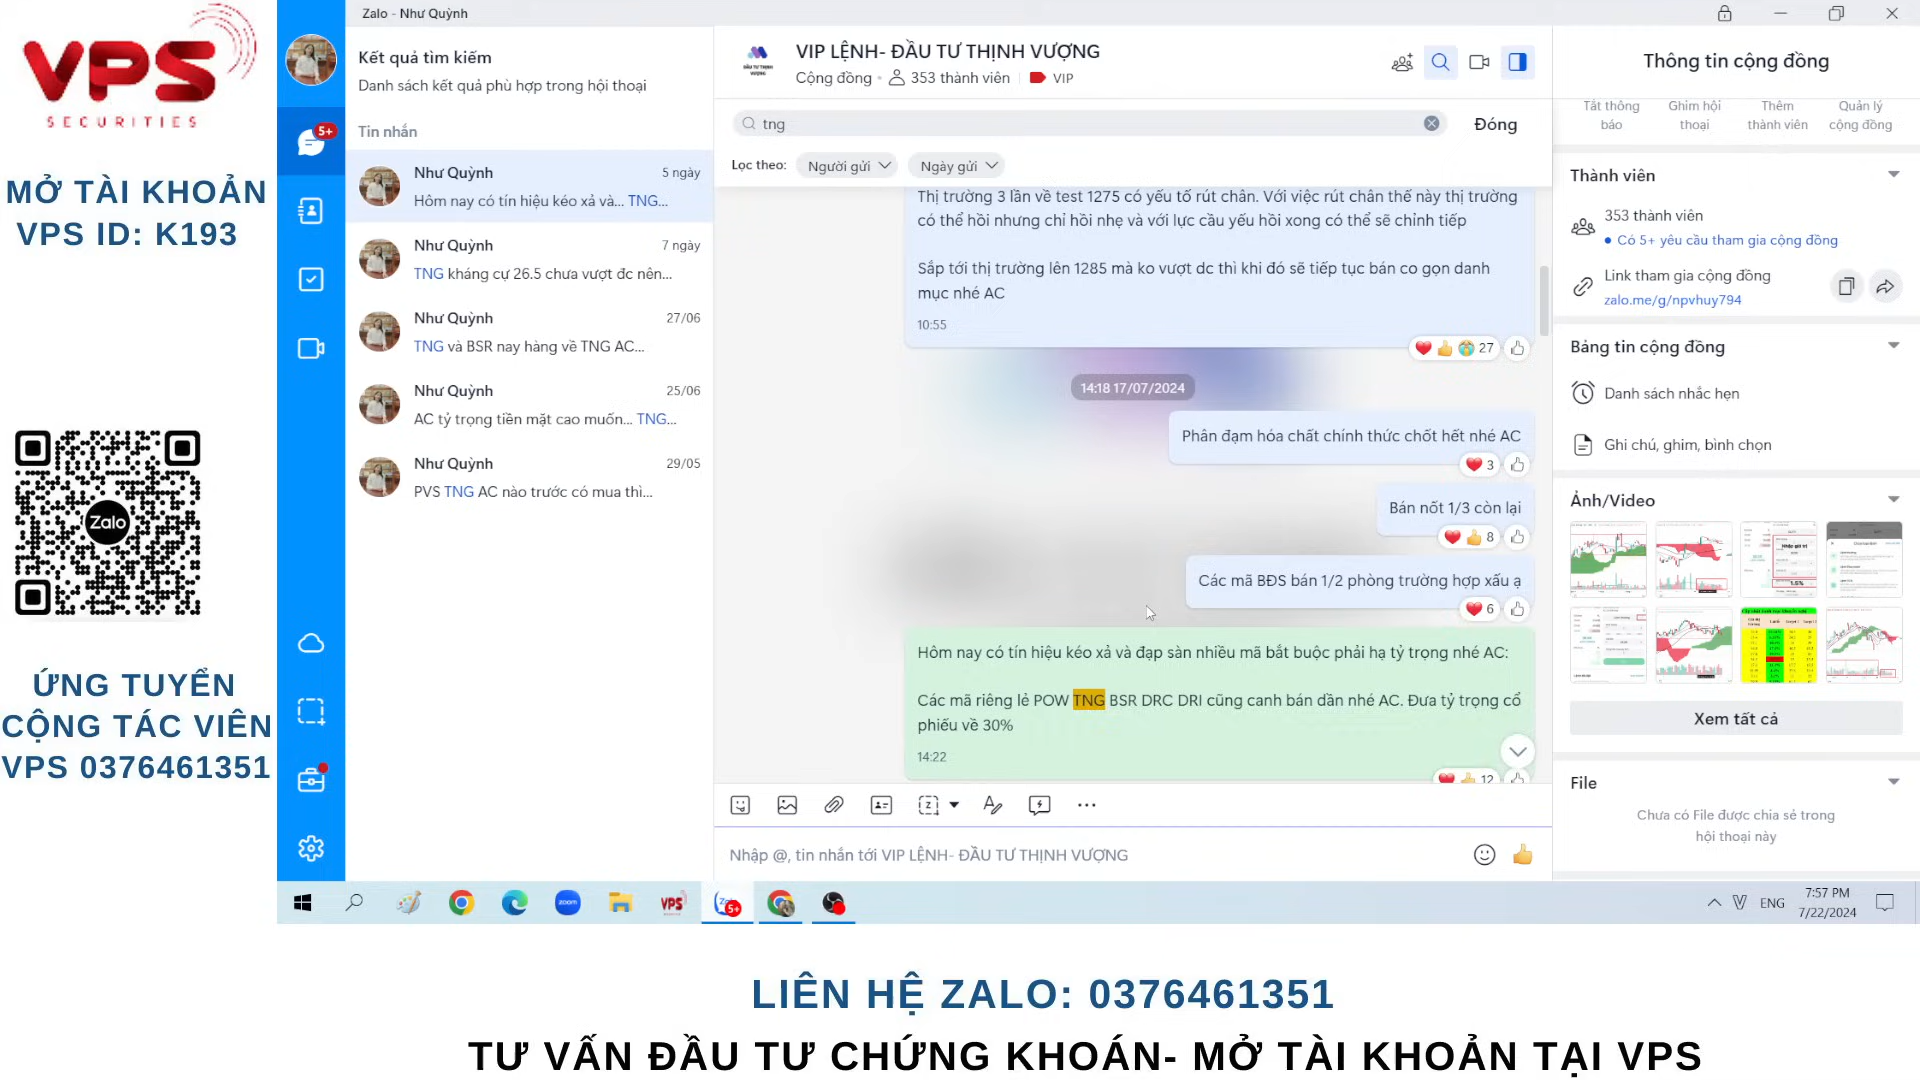 VPS
SECURITIES
MỞ TÀI KHOẢN
VPS ID: K193
Zalo
ỨNG TUYỂN
CỘNG TÁC VIÊN
VPS 0376461351
Zalo - Như Quỳnh
5+
Kết quả tìm kiếm
Danh sách kết quả phù hợp trong hội thoại
Tin nhắn
Như Quỳnh 5 ngày
Hôm nay có tín hiệu kéo xả và... TNG...
Như Quỳnh 7 ngày
TNG kháng cự 26.5 chưa vượt đc nên...
Như Quỳnh 27/06
TNG và BSR nay hàng về TNG AC...
Như Quỳnh 25/06
AC tỷ trọng tiền mặt cao muốn... TNG...
Như Quỳnh 29/05
PVS TNG AC nào trước có mua thì...
ĐẦU TƯ THỊNH
VƯỢNG
VIP LỆNH- ĐẦU TƯ THỊNH VƯỢNG
Cộng đồng 353 thành viên VIP
tng Đóng
Lọc theo: Người gửi Ngày gửi
Thị trường 3 lần về test 1275 có yếu tố rút chân. Với việc rút chân thế này thị trường
có thể hồi nhưng chỉ hồi nhẹ và với lực cầu yếu hồi xong có thể sẽ chỉnh tiếp
Sắp tới thị trường lên 1285 mà ko vượt dc thì khi đó sẽ tiếp tục bán co gọn danh
mục nhé AC
10:55
27
14:18 17/07/2024
Phân đạm hóa chất chính thức chốt hết nhé AC
3
Bán nốt 1/3 còn lại
8
Các mã BĐS bán 1/2 phòng trường hợp xấu ạ
6
Hôm nay có tín hiệu kéo xả và đạp sàn nhiều mã bắt buộc phải hạ tỷ trọng nhé AC:
Các mã riêng lẻ POW TNG BSR DRC DRI cũng canh bán dần nhé AC. Đưa tỷ trọng cổ
phiếu về 30%
14:22
12
Nhập @, tin nhắn tới VIP LỆNH- ĐẦU TƯ THỊNH VƯỢNG
Thông tin cộng đồng
Tắt thông
báo
Ghim hội
thoại
Thêm
thành viên
Quản lý
cộng đồng
Thành viên
353 thành viên
Có 5+ yêu cầu tham gia cộng đồng
Link tham gia cộng đồng
zalo.me/g/npvhuy794
Bảng tin cộng đồng
Danh sách nhắc hẹn
Ghi chú, ghim, bình chọn
Ảnh/Video
Xem tất cả
File
Chưa có File được chia sẻ trong
hội thoại này
zoom
VPS
5+
ENG
7:57 PM
7/22/2024
LIÊN HỆ ZALO: 0376461351
TƯ VẤN ĐẦU TƯ CHỨNG KHOÁN- MỞ TÀI KHOẢN TẠI VPS